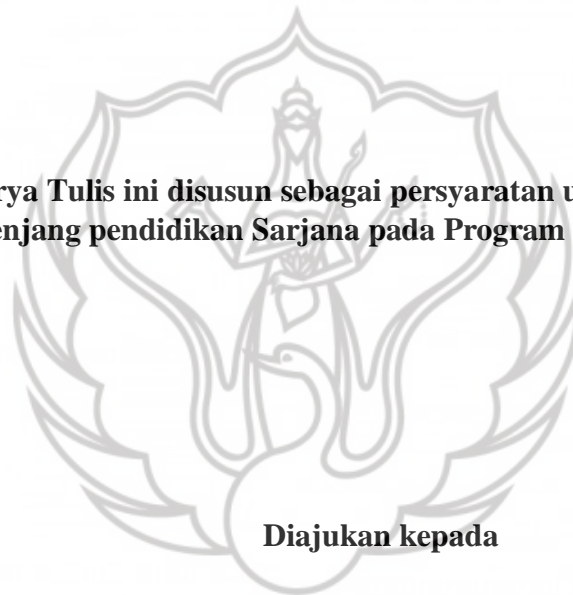 rya Tulis ini disusun sebagai persyaratan u
enjang pendidikan Sarjana pada Program
Diajukan kepada